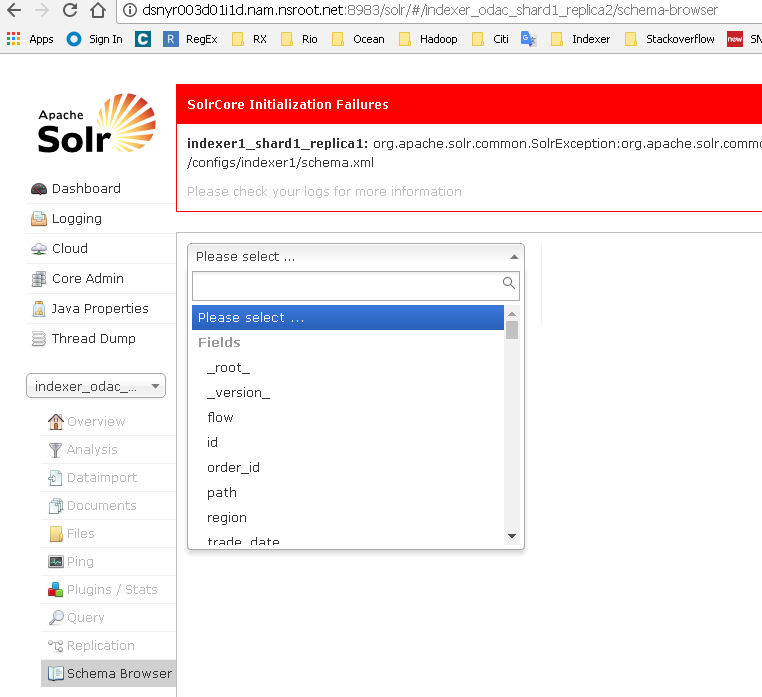 dsnyr003d01i1d.nam.nsroot.net:8983/solr/#/indexer_odac_shard1_replica2/schema-browser
Apps Sign In C R RegEx RX Rio Ocean Hadoop Citi Indexer Stackoverflow now SN
Apache
Solr
SolrCore Initialization Failures
indexer1_shard1_replica1: org.apache.solr.common.SolrException:org.apache.solr.commo
/configs/indexer1/schema.xml
Please check your logs for more information
Dashboard
Logging
Cloud
Core Admin
Java Properties
Thread Dump
indexer_odac_...
Overview
Analysis
Dataimport
Documents
Files
Ping
Plugins / Stats
Query
Replication
Schema Browser
Please select ...
Please select ...
Fields
_root_
_version_
flow
id
order_id
path
region
trade_date